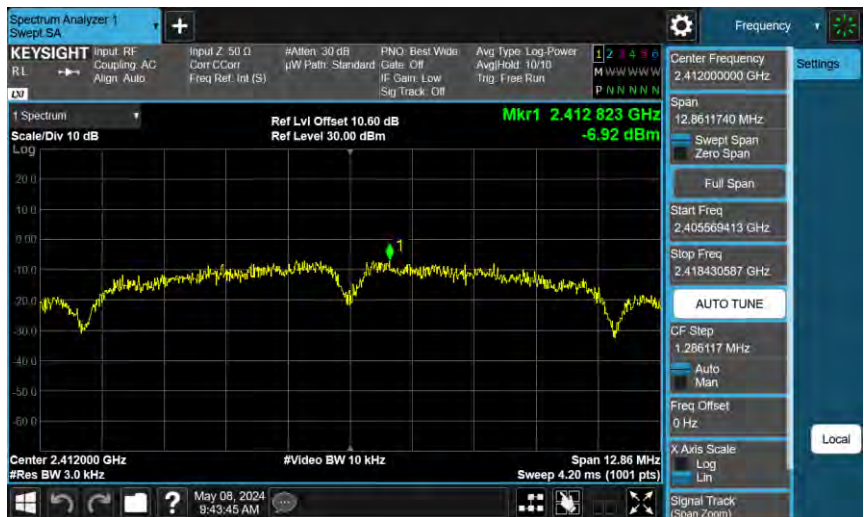 Spectrum Analyzer 1
Swept SA
+
Frequency
KEYSIGHT
RL
LXI
Input: RF
Coupling: AC
Align: Auto
Input Z: 50 Ω
Corr CCorr
Freq Ref: Int (S)
#Atten: 30 dB
µW Path: Standard
PNO: Best Wide
Gate: Off
IF Gain: Low
Sig Track: Off
Avg Type: Log-Power
Avg|Hold: 10/10
Trig: Free Run
1 2 3 4 5 6
M W W W W W
P N N N N N
1 Spectrum
Scale/Div 10 dB
Ref Lvl Offset 10.60 dB
Ref Level 30.00 dBm
Mkr1 2.412 823 GHz
-6.92 dBm
Log
20.0
10.0
0.00
-10.0
-20.0
-30.0
-40.0
-50.0
-60.0
1
Center 2.412000 GHz
#Res BW 3.0 kHz
#Video BW 10 kHz
Span 12.86 MHz
Sweep 4.20 ms (1001 pts)
May 08, 2024
9:43:45 AM
?
Center Frequency
2.412000000 GHz
Span
12.8611740 MHz
Swept Span
Zero Span
Full Span
Start Freq
2.405569413 GHz
Stop Freq
2.418430587 GHz
AUTO TUNE
CF Step
1.286117 MHz
Auto
Man
Freq Offset
0 Hz
X Axis Scale
Log
Lin
Signal Track
(Span Zoom)
Settings
Local